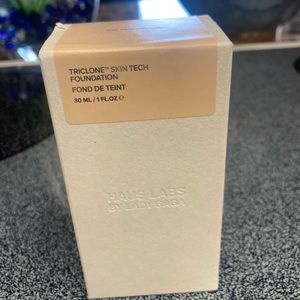 TRICLONE™ SKIN TECH
FOUNDATION
FOND DE TEINT
30 ML / 1 FL.OZ ℮
HAUS LABS
BY LADY GAGA